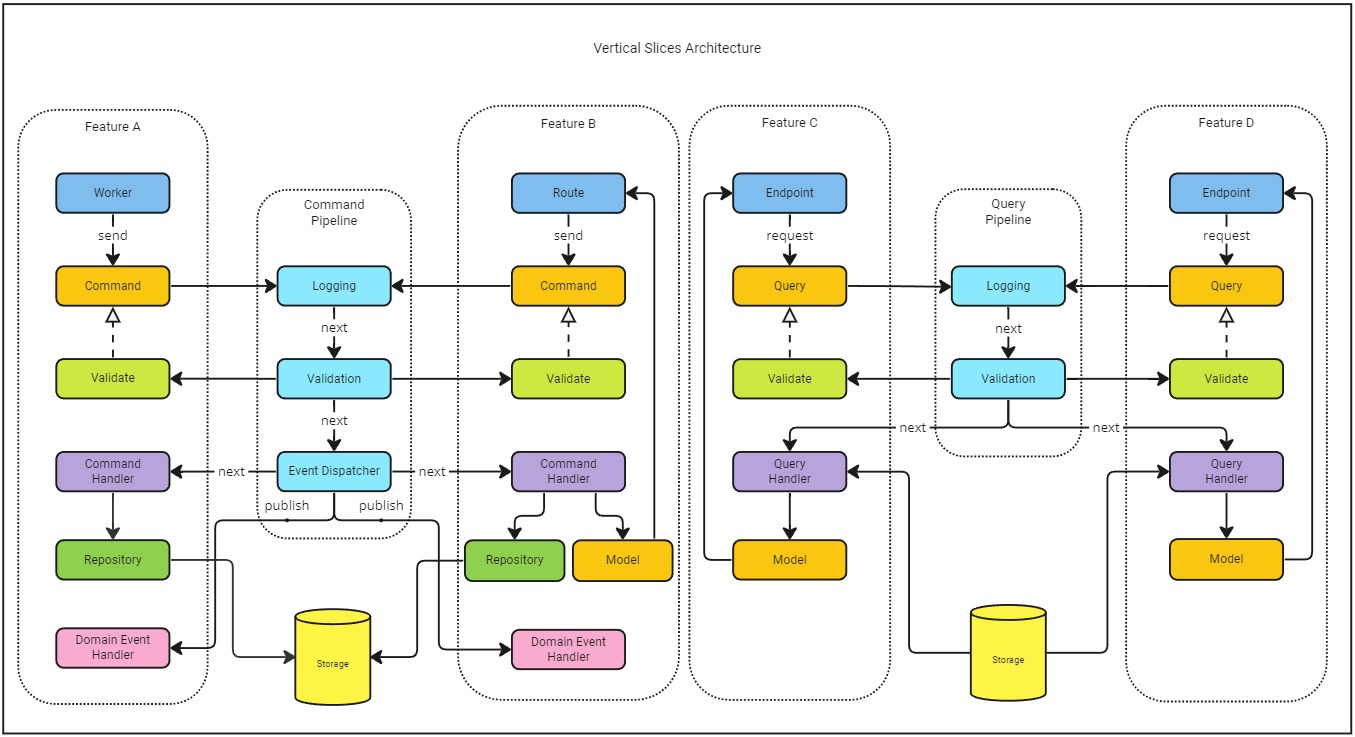 Vertical Slices Architecture
Feature A
Worker
send
Command
Validate
Command
Handler
Repository
Domain Event
Handler
Command
Pipeline
Logging
next
Validation
next
Event Dispatcher
next
next
publish
publish
Storage
Feature B
Route
send
Command
Validate
Command
Handler
Repository
Model
Domain Event
Handler
Feature C
Endpoint
request
Query
Validate
Query
Handler
Model
Query
Pipeline
Logging
next
Validation
next
next
Storage
Feature D
Endpoint
request
Query
Validate
Query
Handler
Model